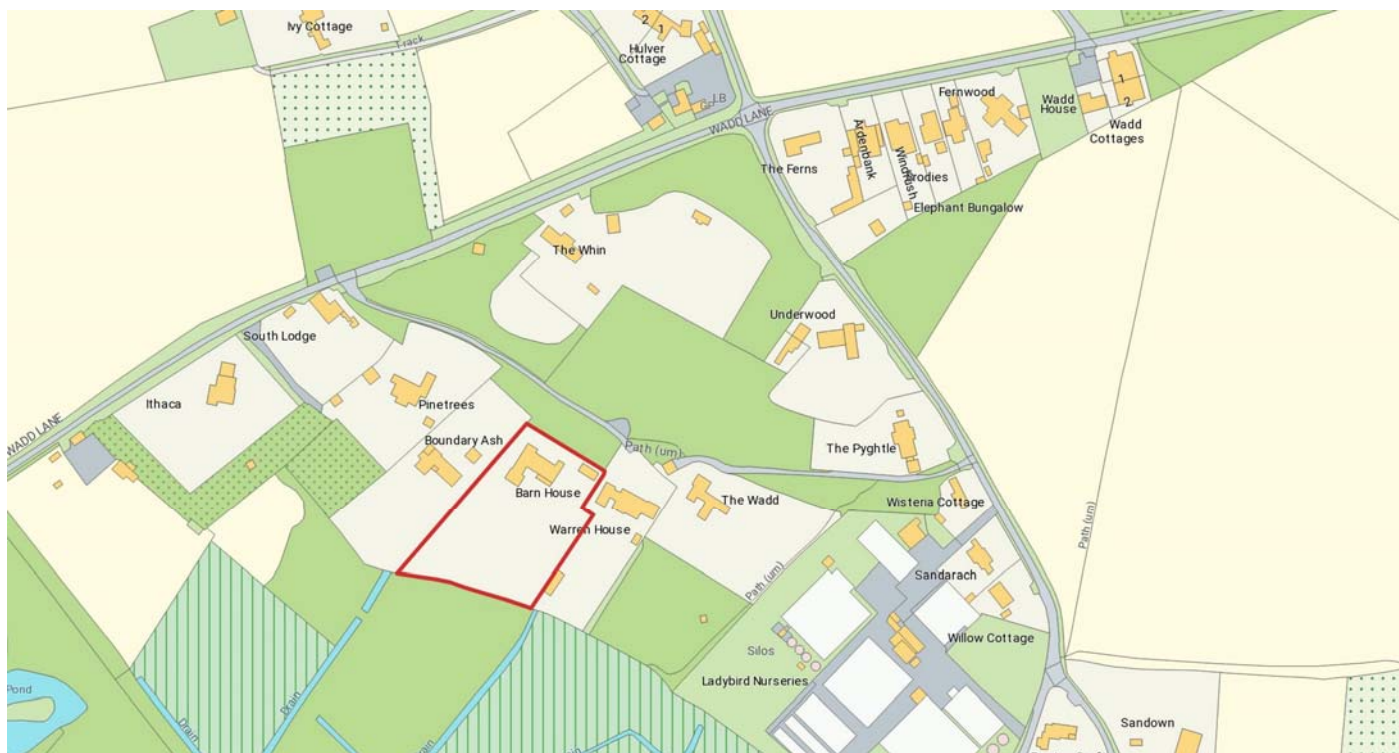 Ivy Cottage
Track
2
1
Hulver
Cottage
LB
WADD LANE
Fernwood
Wadd
House
1
2
Wadd
Cottages
The Ferns
Ardenbank
Windrush
Brodies
Elephant Bungalow
The Whin
Underwood
South Lodge
Ithaca
WADD LANE
Pinetrees
Boundary Ash
Path (um)
The Pyghtle
Barn House
The Wadd
Wisteria Cottage
Warren House
Path (um)
Path (um)
Sandarach
Willow Cottage
Silos
Ladybird Nurseries
Pond
Drain
Drain
Drain
Drain
Sandown